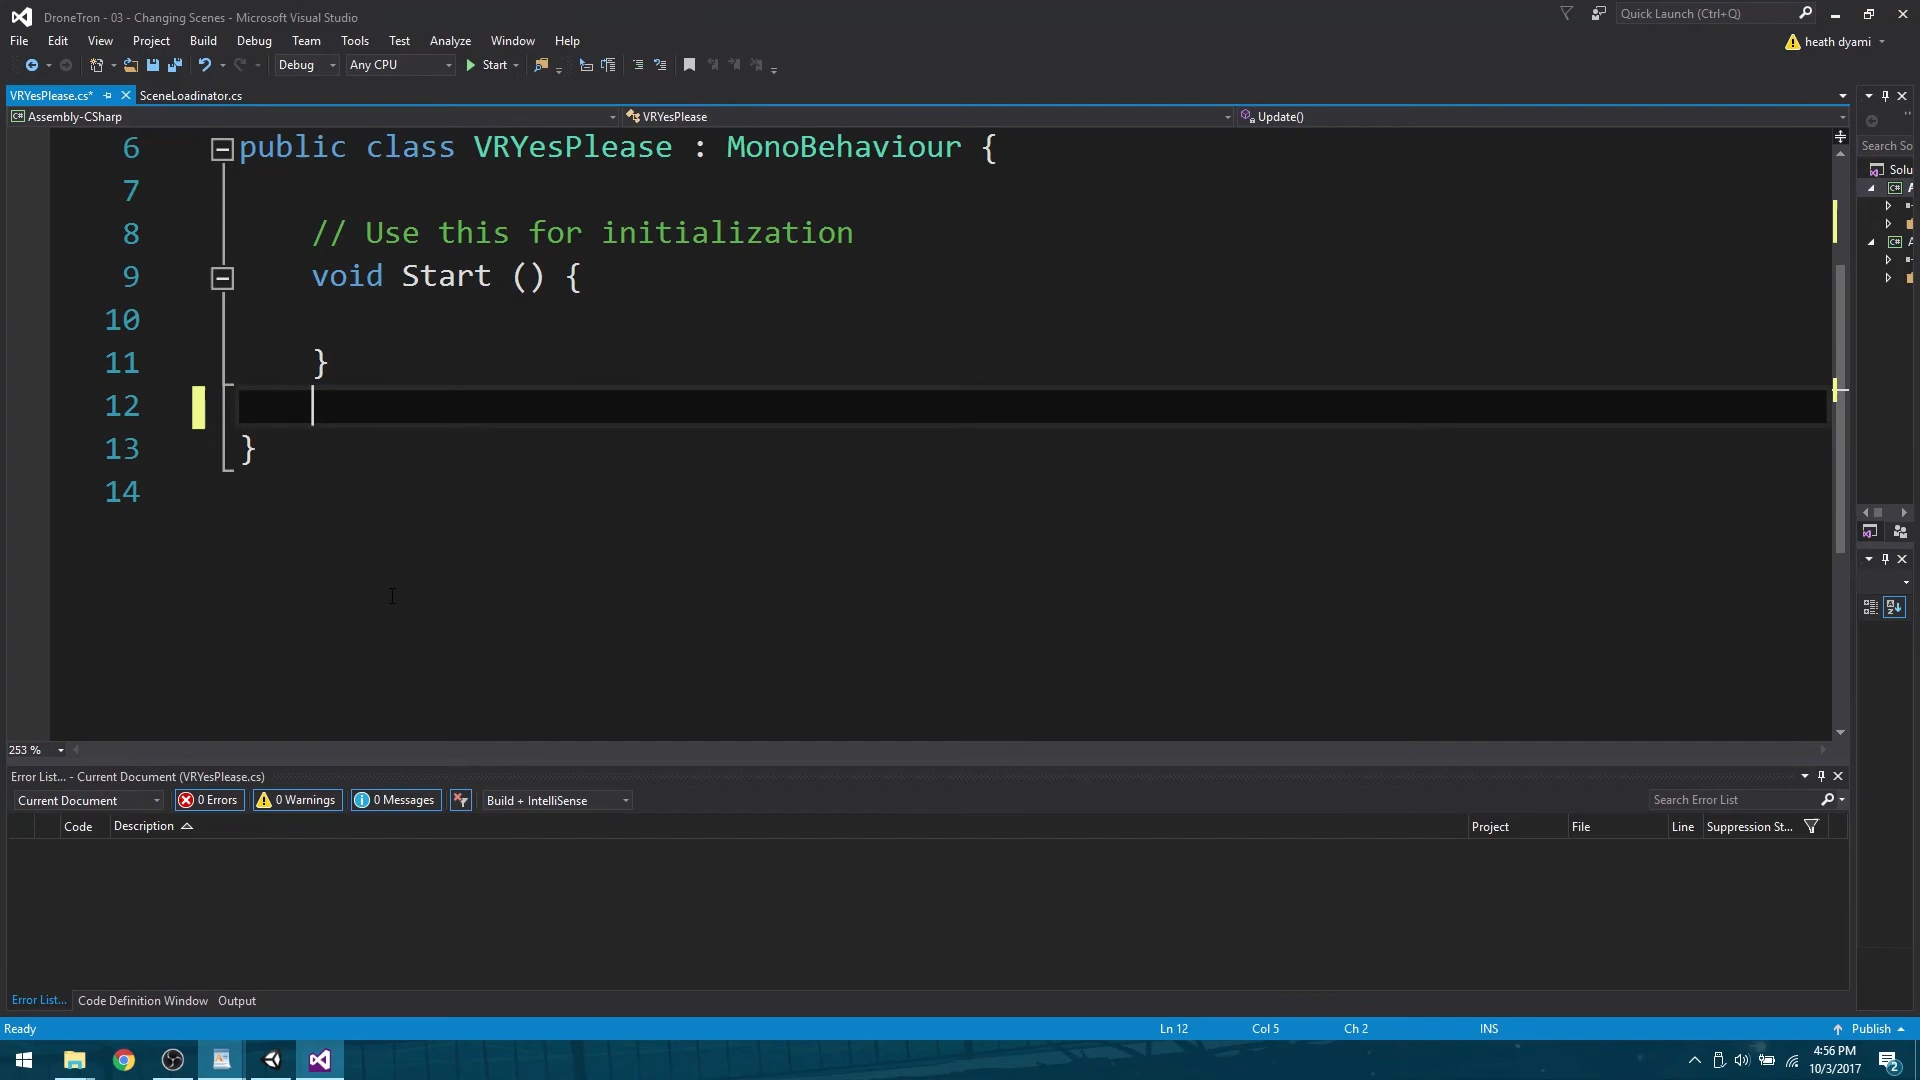 DroneTron - 03 - Changing Scenes - Microsoft Visual Studio
Quick Launch (Ctrl+Q)
File Edit View Project Build Debug Team Tools Test Analyze Window Help
heath dyami
Debug Any CPU Start
VRYesPlease.cs* SceneLoadinator.cs
Assembly-CSharp VRYesPlease Update()
6 public class VRYesPlease : MonoBehaviour {
7
8 // Use this for initialization
9 void Start () {
10
11 }
12
13 }
14
Search So
Solu
253 %
Error List... - Current Document (VRYesPlease.cs)
Current Document 0 Errors 0 Warnings 0 Messages Build + IntelliSense Search Error List
Code Description Project File Line Suppression St...
Error List... Code Definition Window Output
Ready Ln 12 Col 5 Ch 2 INS Publish
4:56 PM
10/3/2017
2